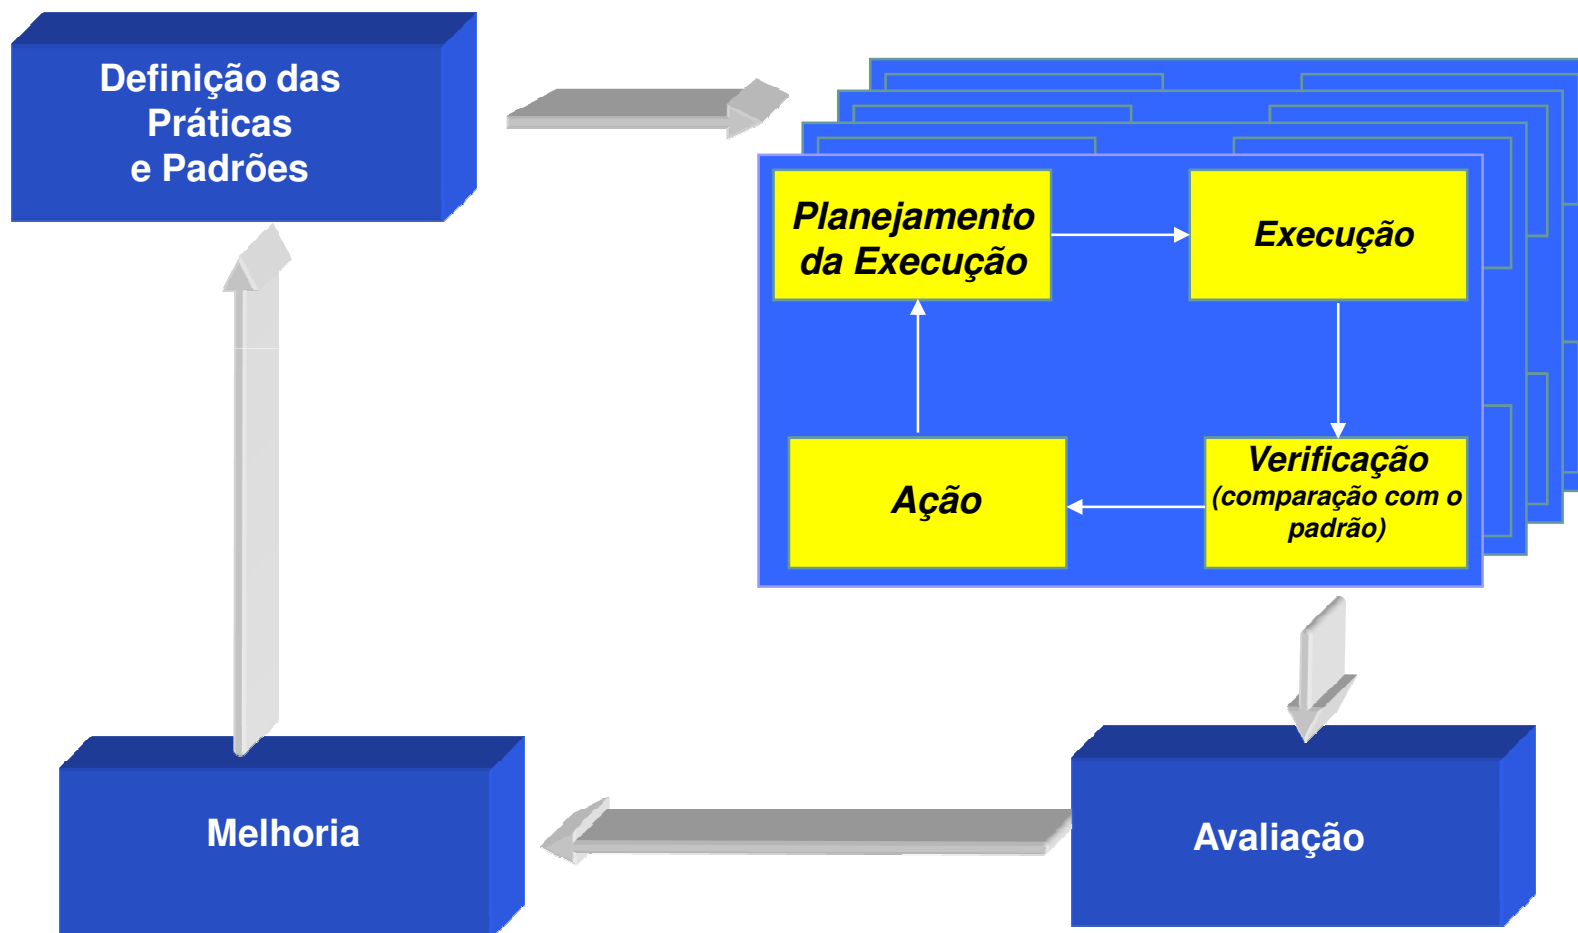 Definição das
Práticas
e Padrões
Planejamento
da Execução
Execução
Verificação
(comparação com o
padrão)
Ação
Melhoria
Avaliação